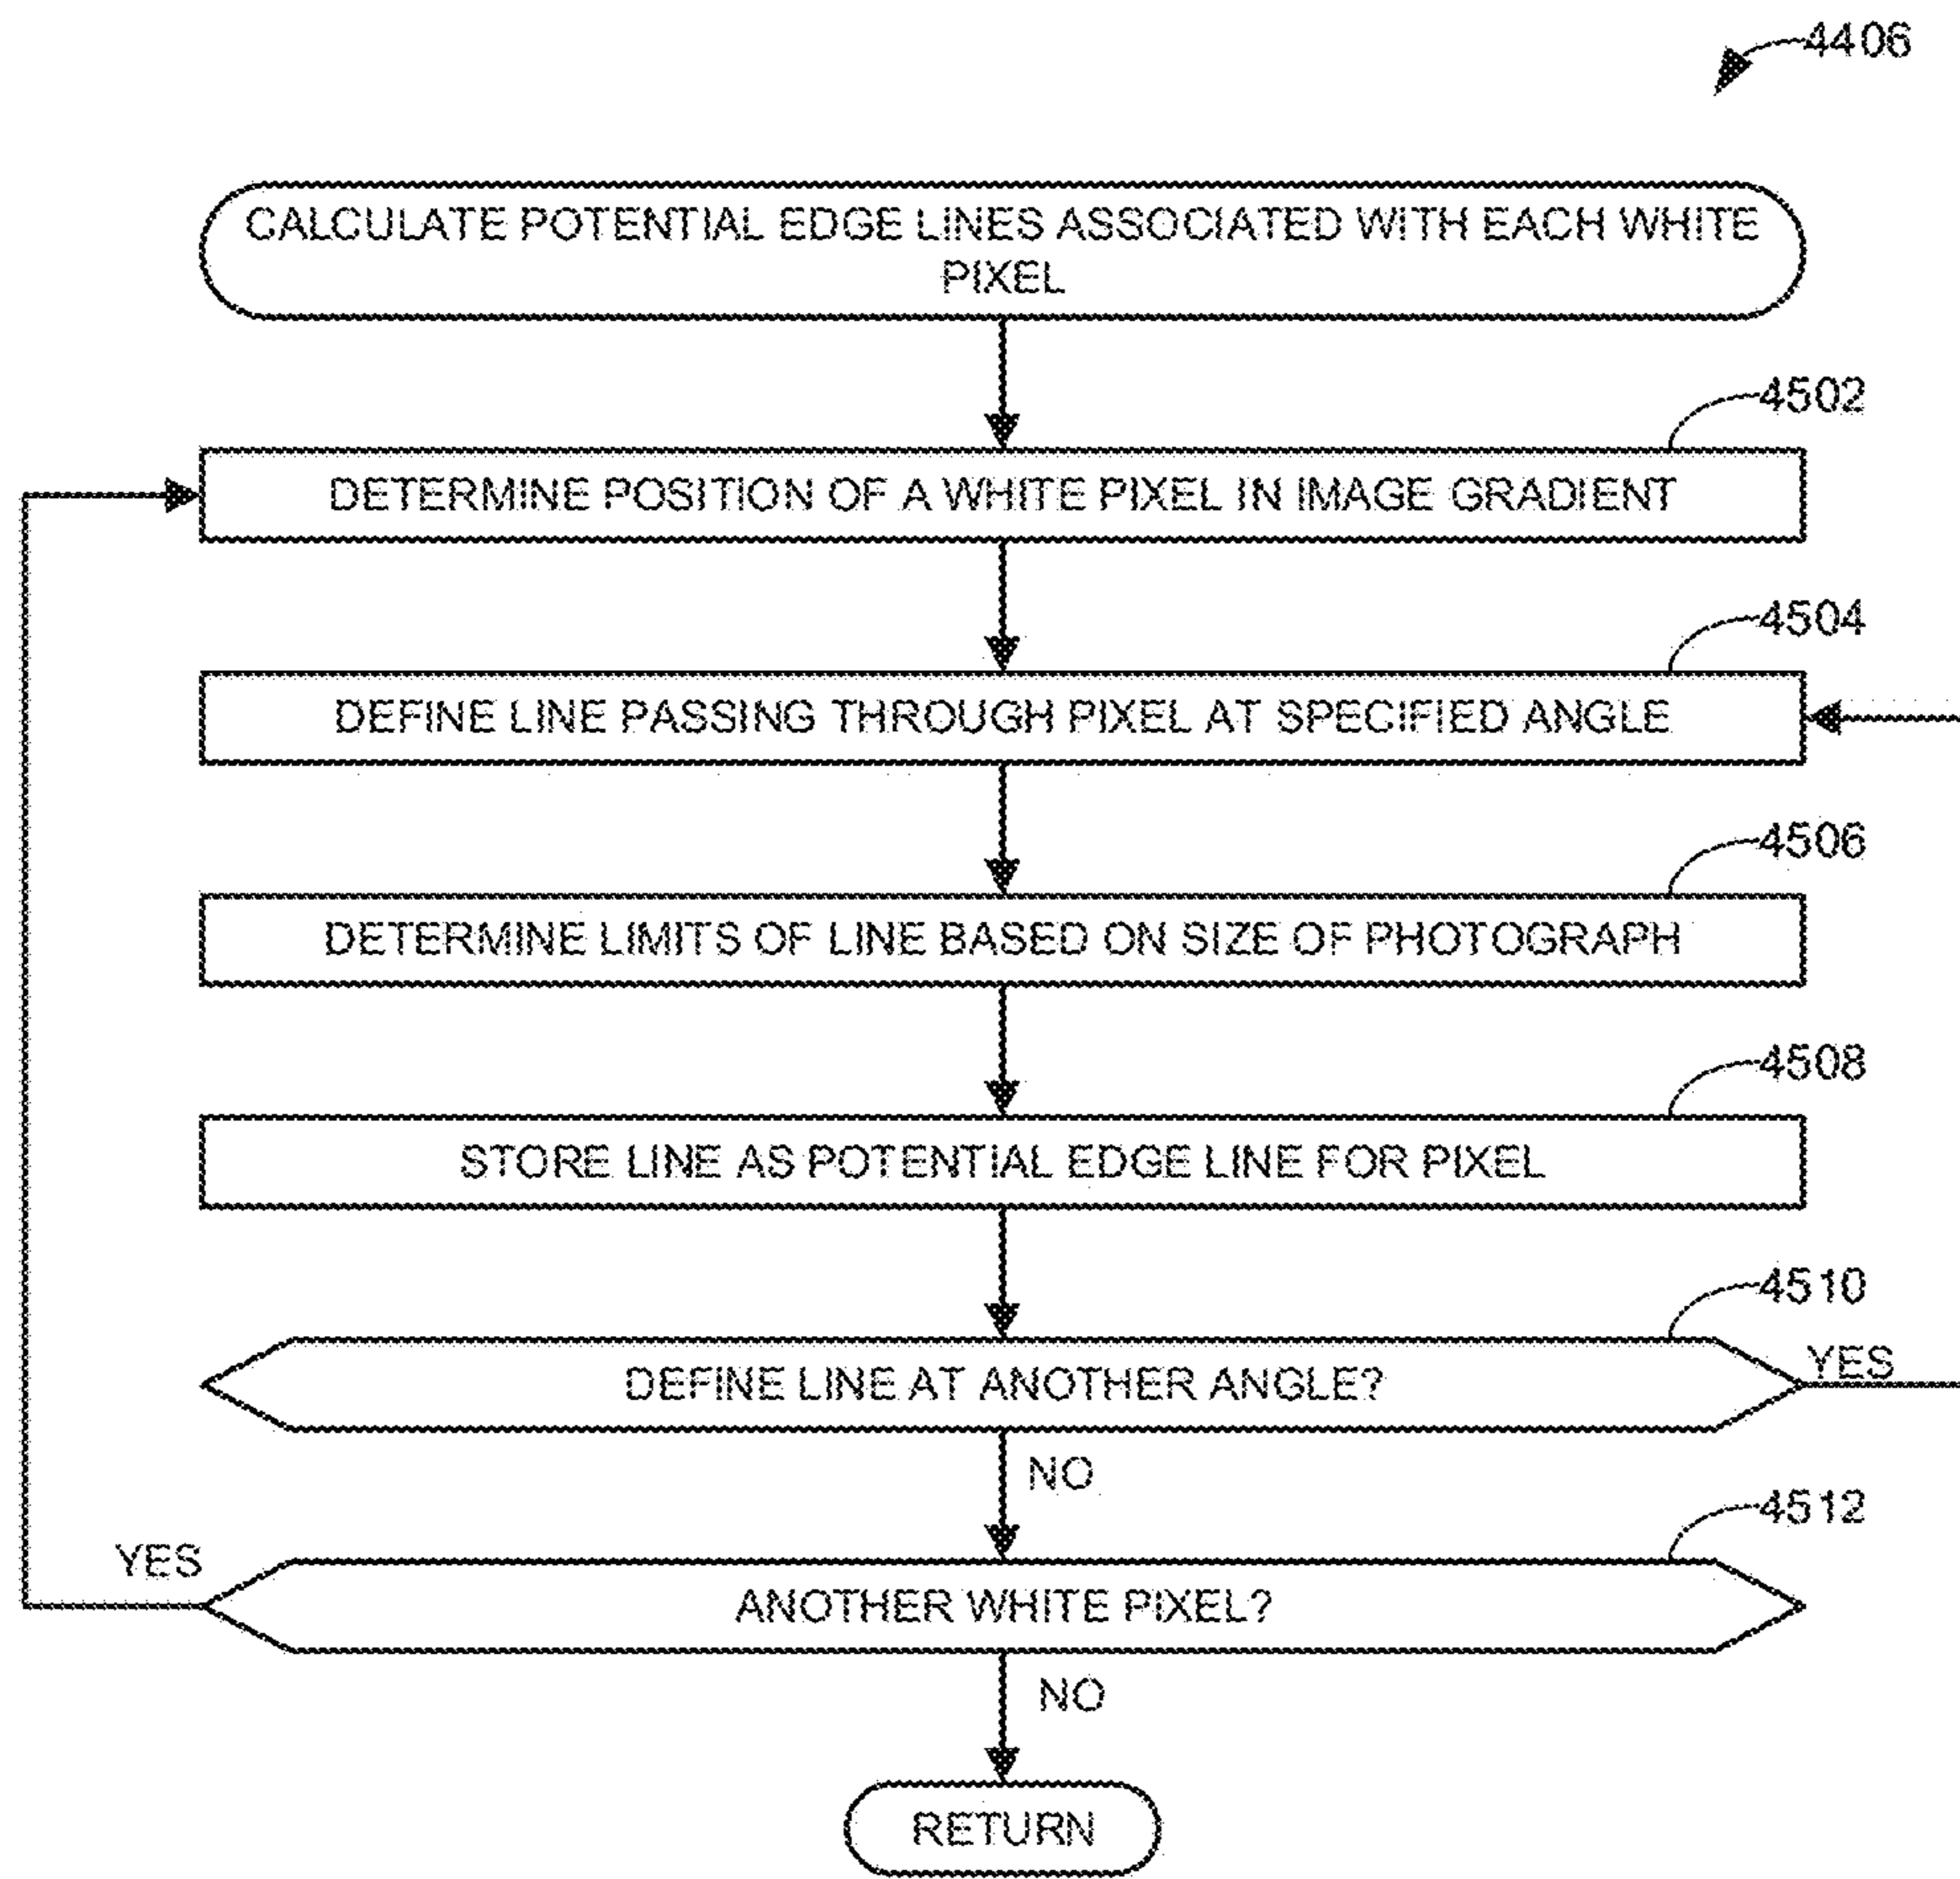 4406
CALCULATE POTENTIAL EDGE LINES ASSOCIATED WITH EACH WHITE
PIXEL
4502
DETERMINE POSITION OF A WHITE PIXEL IN IMAGE GRADIENT
4504
DEFINE LINE PASSING THROUGH PIXEL AT SPECIFIED ANGLE
4506
DETERMINE LIMITS OF LINE BASED ON SIZE OF PHOTOGRAPH
4508
STORE LINE AS POTENTIAL EDGE LINE FOR PIXEL
4510
DEFINE LINE AT ANOTHER ANGLE?
YES
NO
4512
YES
ANOTHER WHITE PIXEL?
NO
RETURN